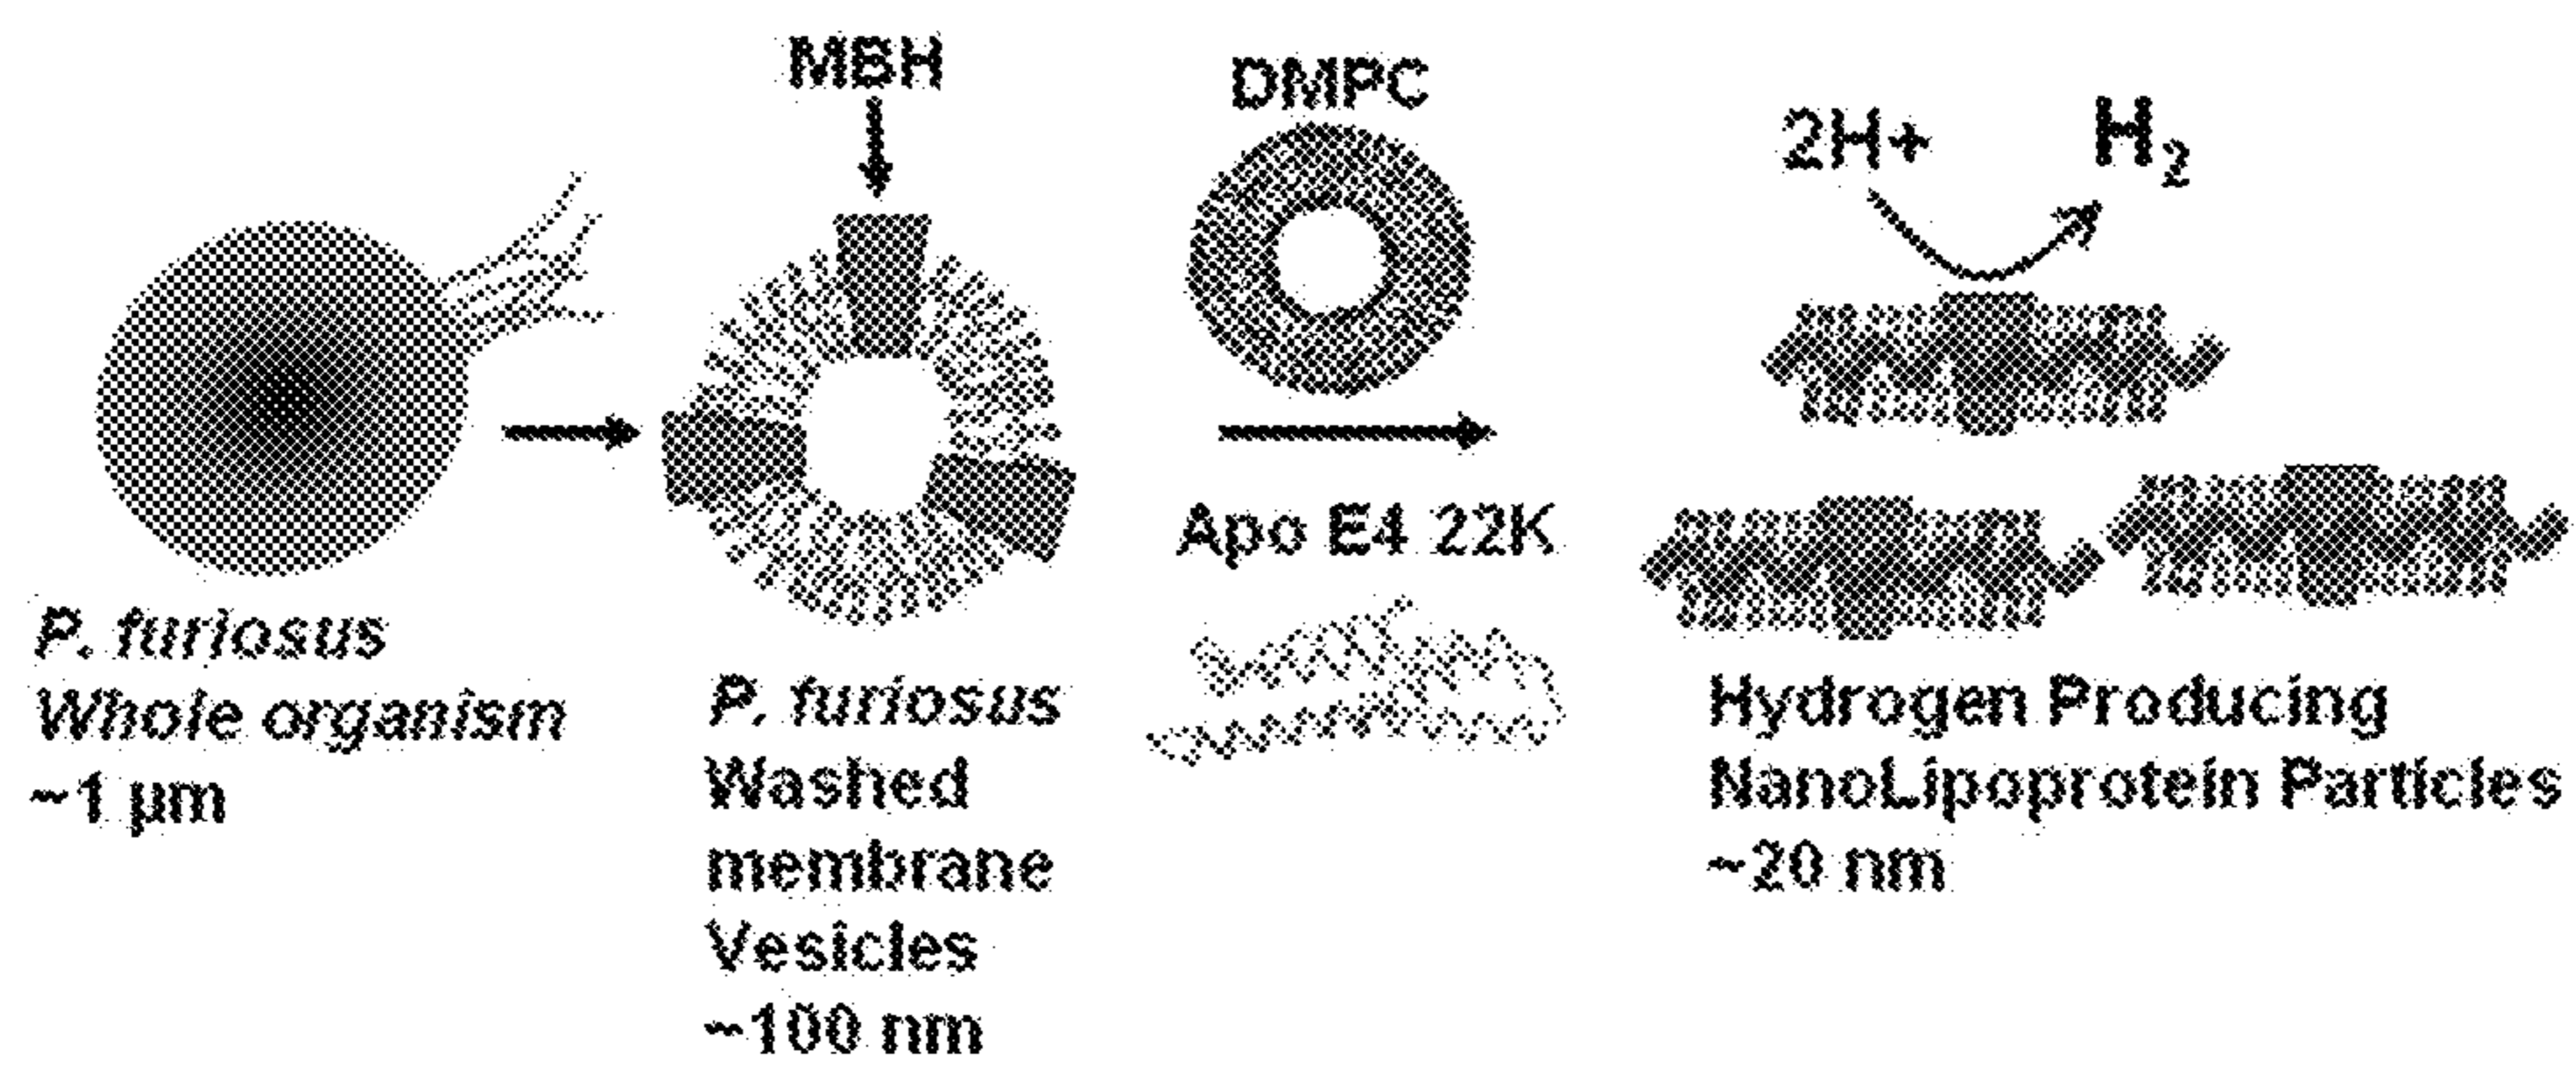 MBH
DMPC
2H+
H2
P. furiosus
Whole organism
~1 µm
P. furiosus
Washed
membrane
Vesicles
~100 nm
Apo E4 22K
Hydrogen Producing
NanoLipoprotein Particles
~20 nm